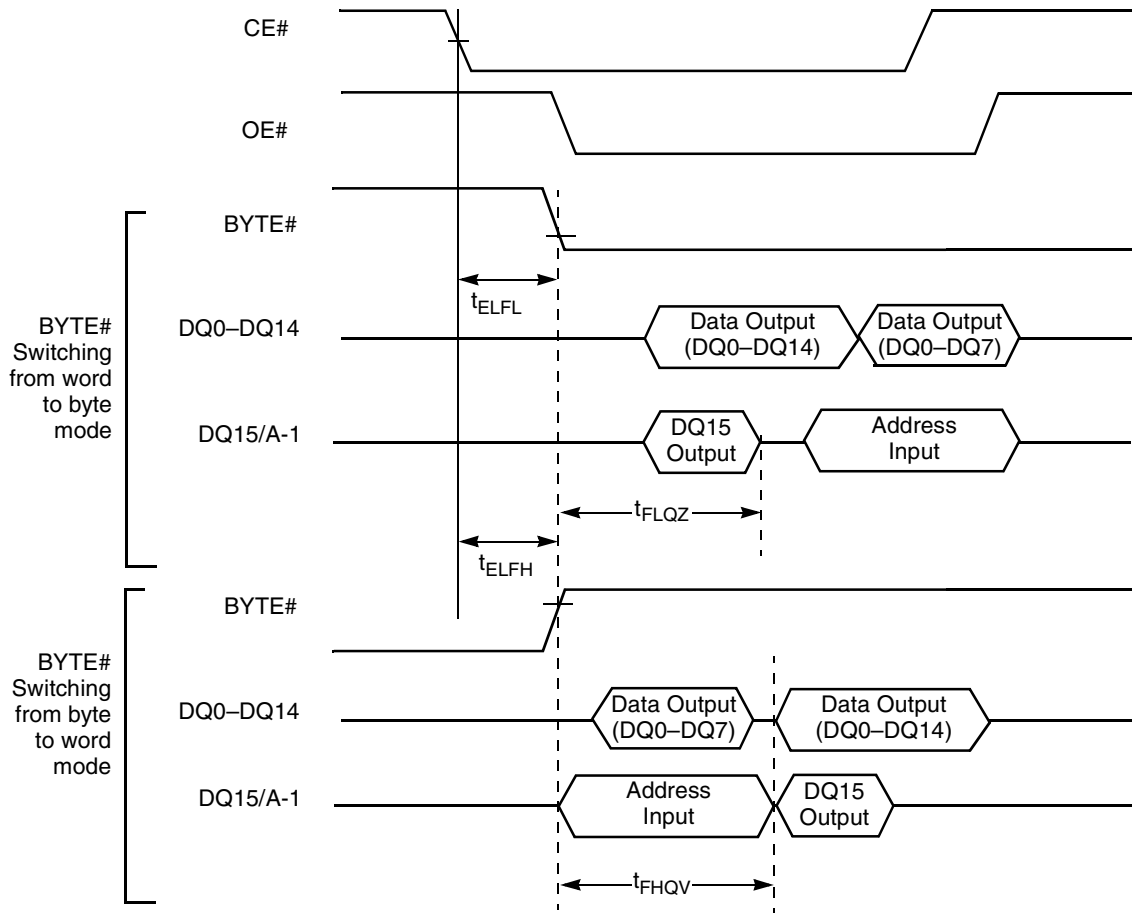 CE#
OE#
BYTE#
Switching
from word
to byte
mode
BYTE#
tELFL
DQ0–DQ14
Data Output
(DQ0–DQ14)
Data Output
(DQ0–DQ7)
DQ15/A-1
DQ15
Output
Address
Input
tFLQZ
tELFH
BYTE#
Switching
from byte
to word
mode
BYTE#
DQ0–DQ14
Data Output
(DQ0–DQ7)
Data Output
(DQ0–DQ14)
DQ15/A-1
Address
Input
DQ15
Output
tFHQV